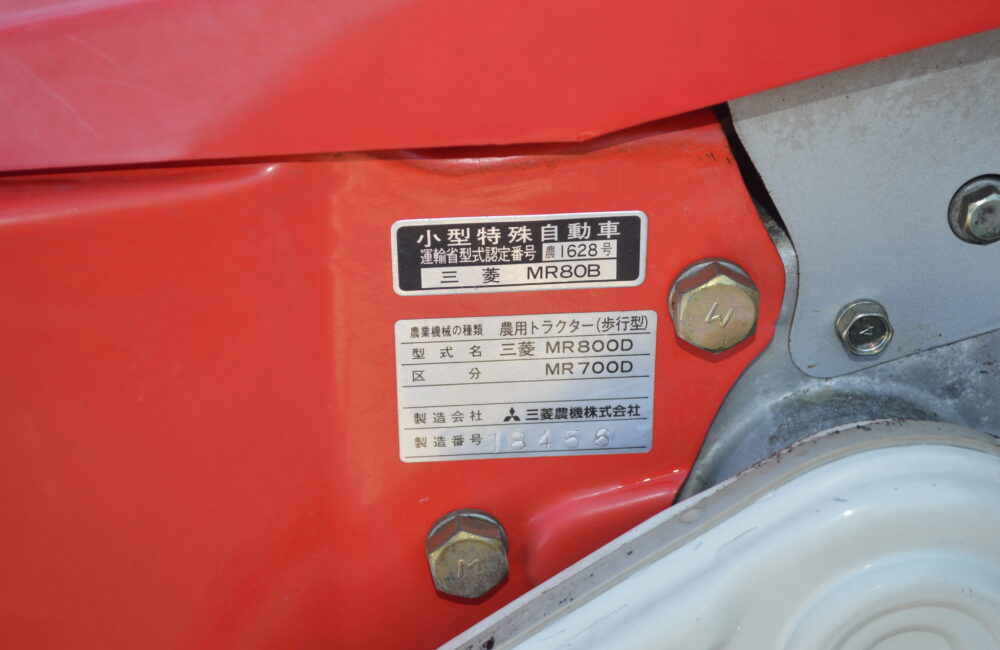 小型特殊自動車
運輸省型式認定番号 農1628号
三菱 MR80B
農業機械の種類 農用トラクター(歩行型)
型式名 三菱 MR800D
区分 MR700D
製造会社 三菱農機株式会社
製造番号 18456
M
M